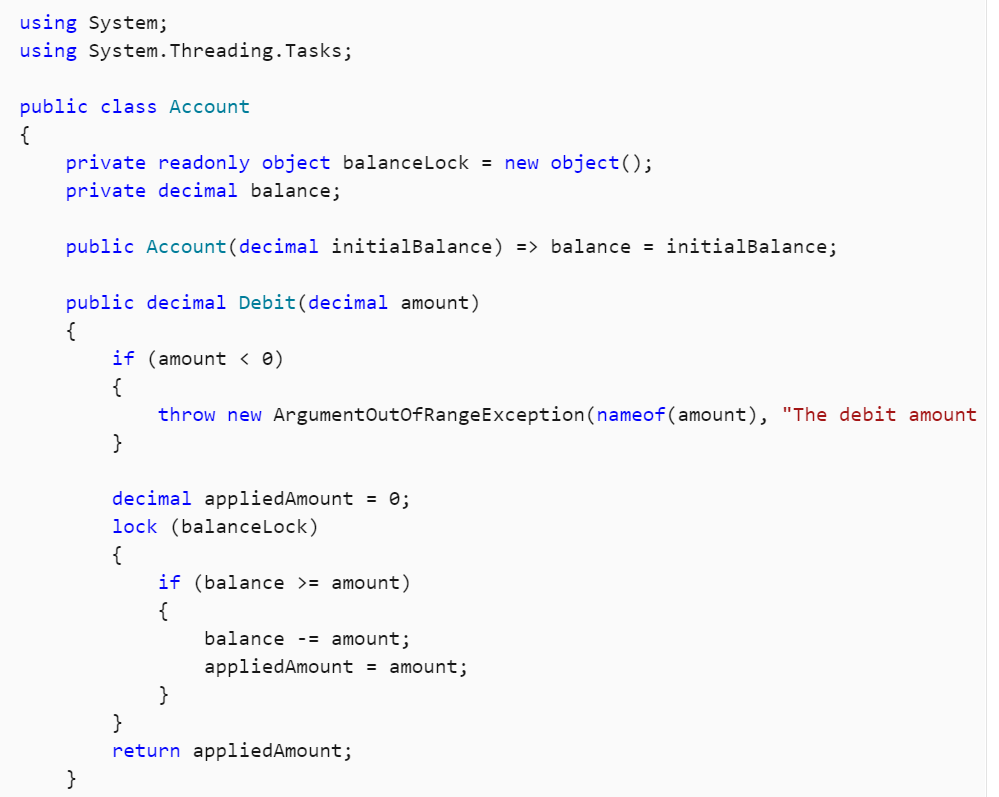 using System;
using System.Threading.Tasks;

public class Account
{
    private readonly object balanceLock = new object();
    private decimal balance;

    public Account(decimal initialBalance) => balance = initialBalance;

    public decimal Debit(decimal amount)
    {
        if (amount < 0)
        {
            throw new ArgumentOutOfRangeException(nameof(amount), "The debit amount
        }

        decimal appliedAmount = 0;
        lock (balanceLock)
        {
            if (balance >= amount)
            {
                balance -= amount;
                appliedAmount = amount;
            }
        }
        return appliedAmount;
    }